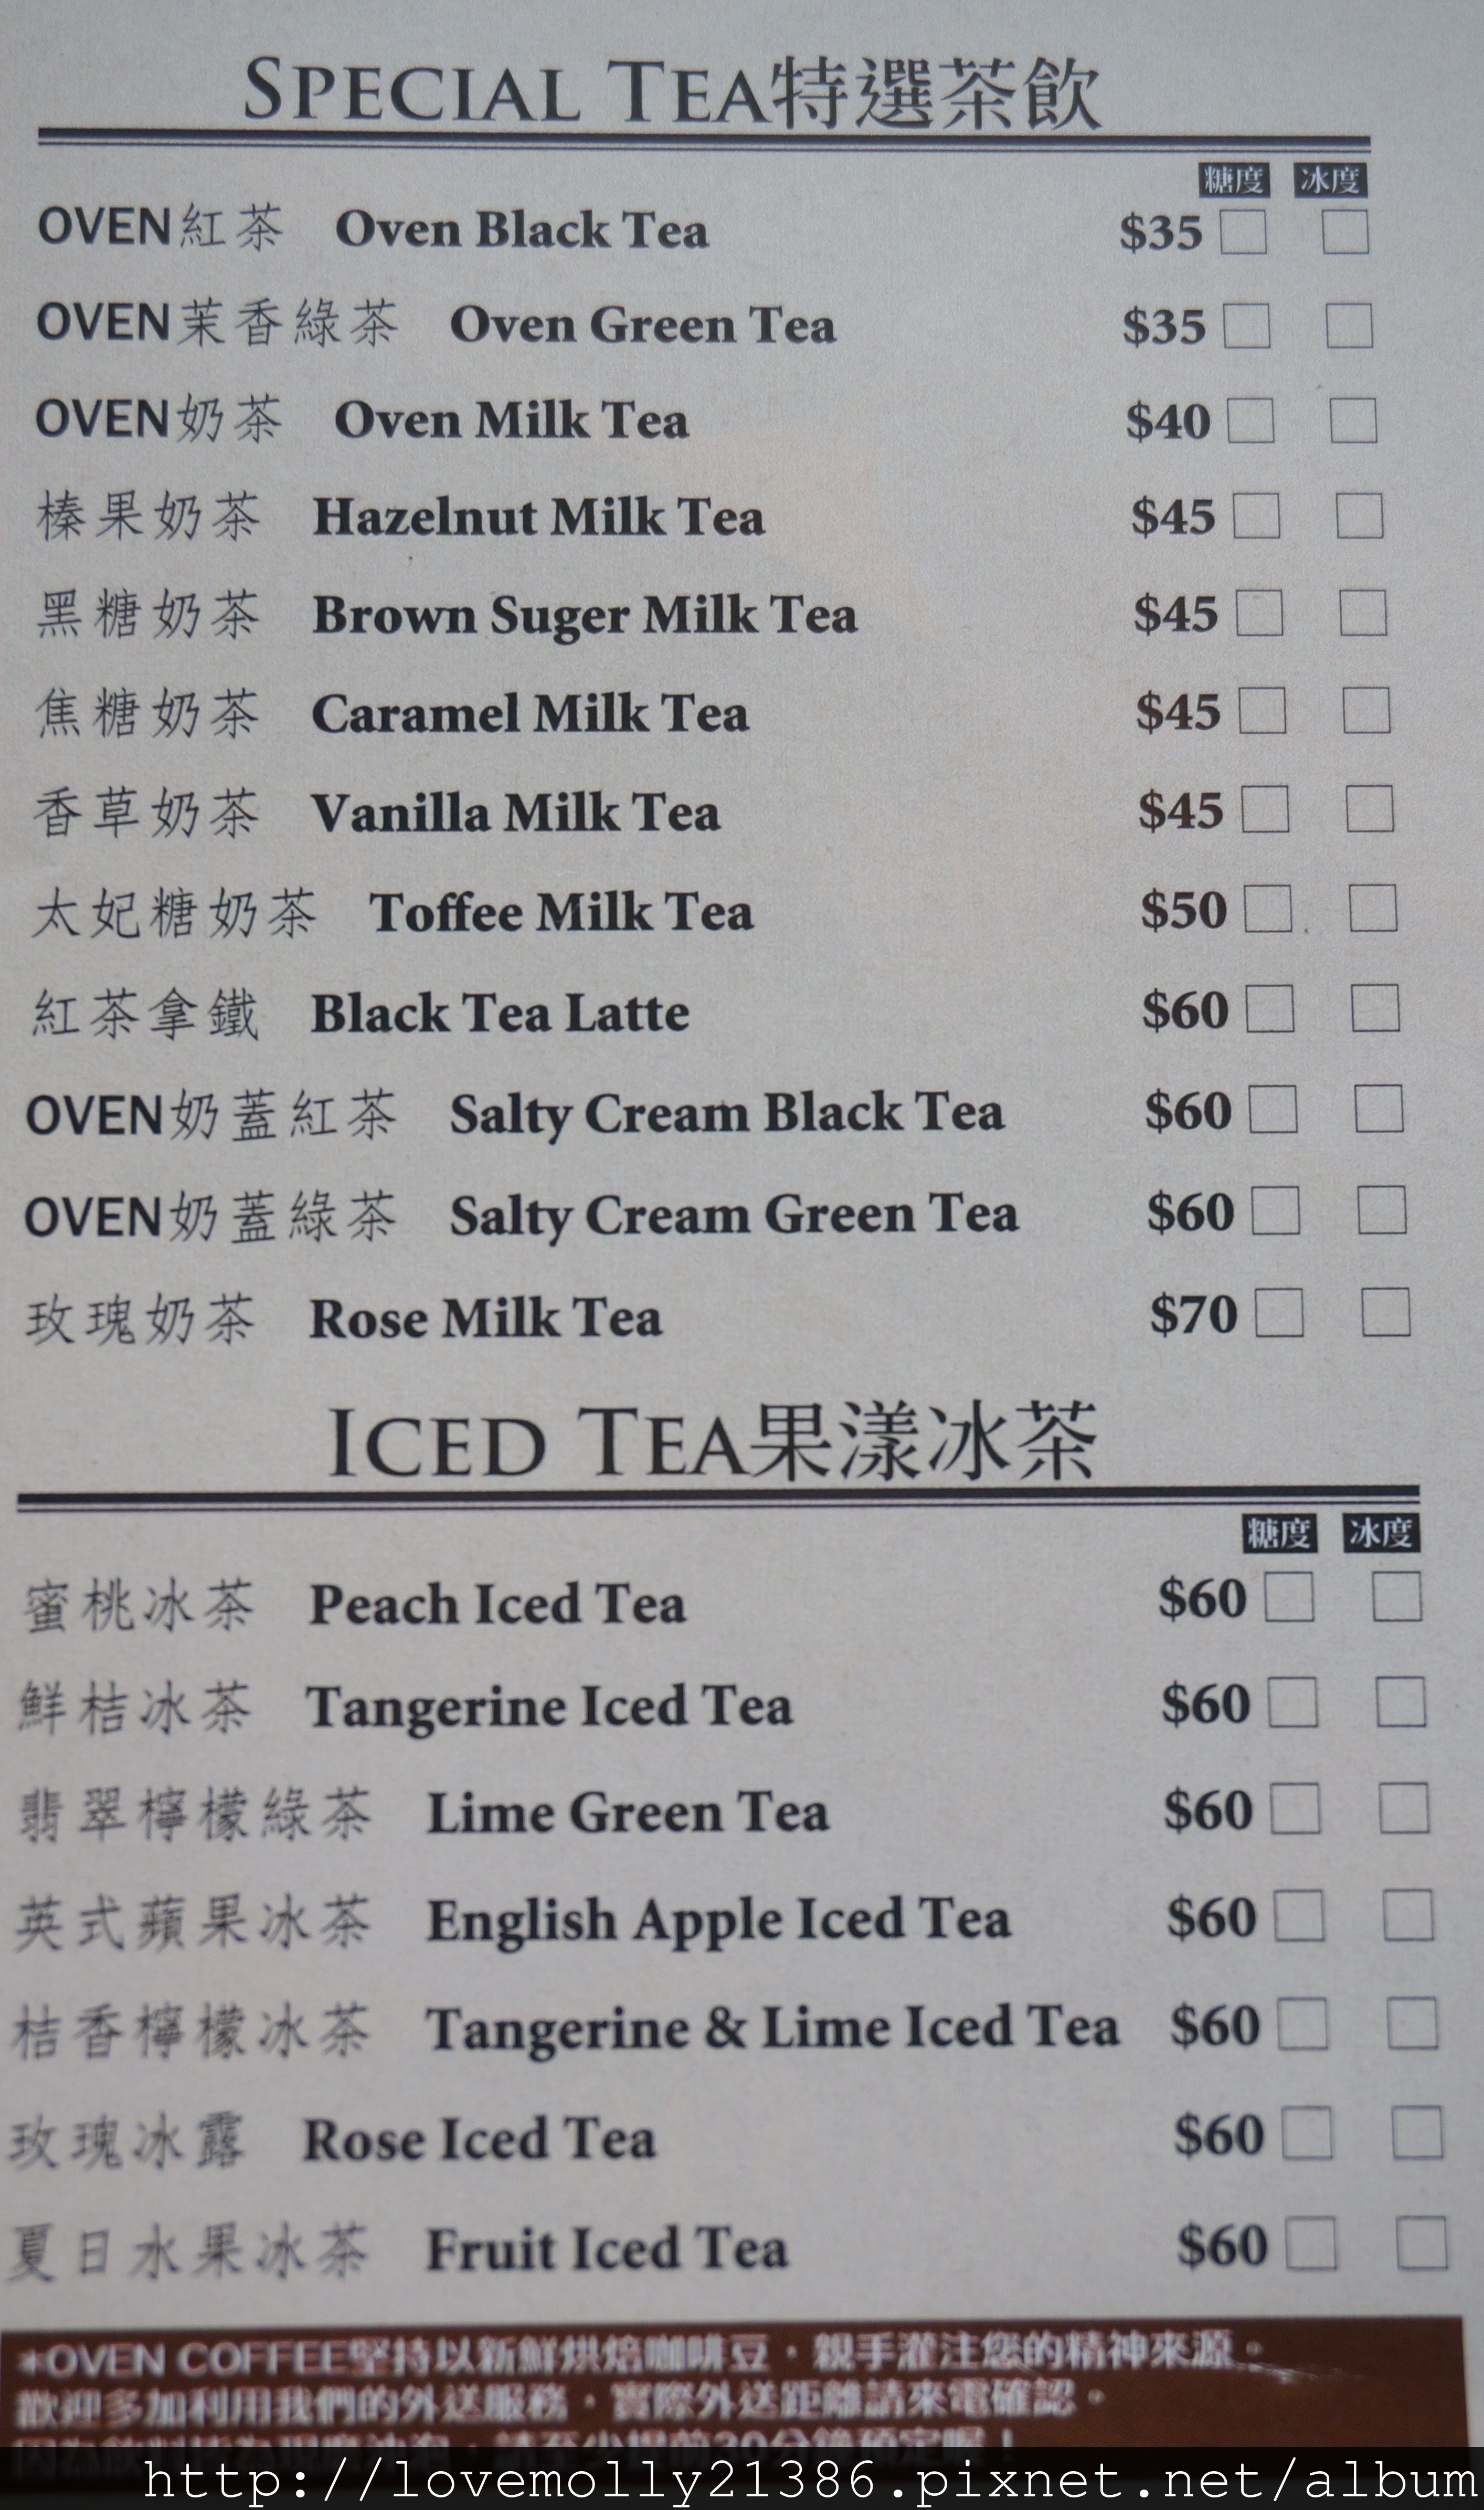 SPECIAL TEA特選茶飲
糖度 冰度
OVEN紅茶 Oven Black Tea $35
OVEN茉香綠茶 Oven Green Tea $35
OVEN奶茶 Oven Milk Tea $40
榛果奶茶 Hazelnut Milk Tea $45
黑糖奶茶 Brown Suger Milk Tea $45
焦糖奶茶 Caramel Milk Tea $45
香草奶茶 Vanilla Milk Tea $45
太妃糖奶茶 Toffee Milk Tea $50
紅茶拿鐵 Black Tea Latte $60
OVEN奶蓋紅茶 Salty Cream Black Tea $60
OVEN奶蓋綠茶 Salty Cream Green Tea $60
玫瑰奶茶 Rose Milk Tea $70
ICED TEA果漾冰茶
糖度 冰度
蜜桃冰茶 Peach Iced Tea $60
鮮桔冰茶 Tangerine Iced Tea $60
翡翠檸檬綠茶 Lime Green Tea $60
英式蘋果冰茶 English Apple Iced Tea $60
桔香檸檬冰茶 Tangerine & Lime Iced Tea $60
玫瑰冰露 Rose Iced Tea $60
夏日水果冰茶 Fruit Iced Tea $60
*OVEN COFFEE堅持以新鮮烘焙咖啡豆，親手灌注您的精神來源。
歡迎多加利用我們的外送服務，實際外送距離請來電確認。
請至少提前30分鐘預定喔！
http://lovemolly21386.pixnet.net/album